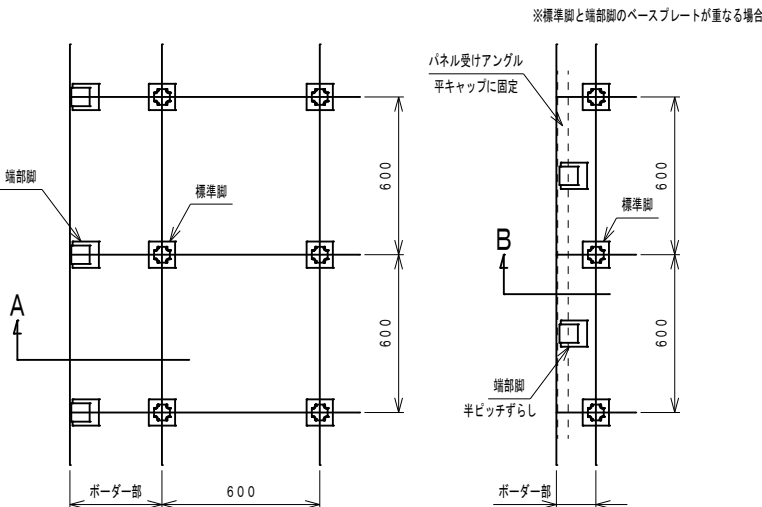 ※標準脚と端部脚のベースプレートが重なる場合
パネル受けアングル
平キャップに固定
端部脚
標準脚
600
A
600
ボーダー部
600
標準脚
600
B
600
端部脚
半ピッチずらし
ボーダー部